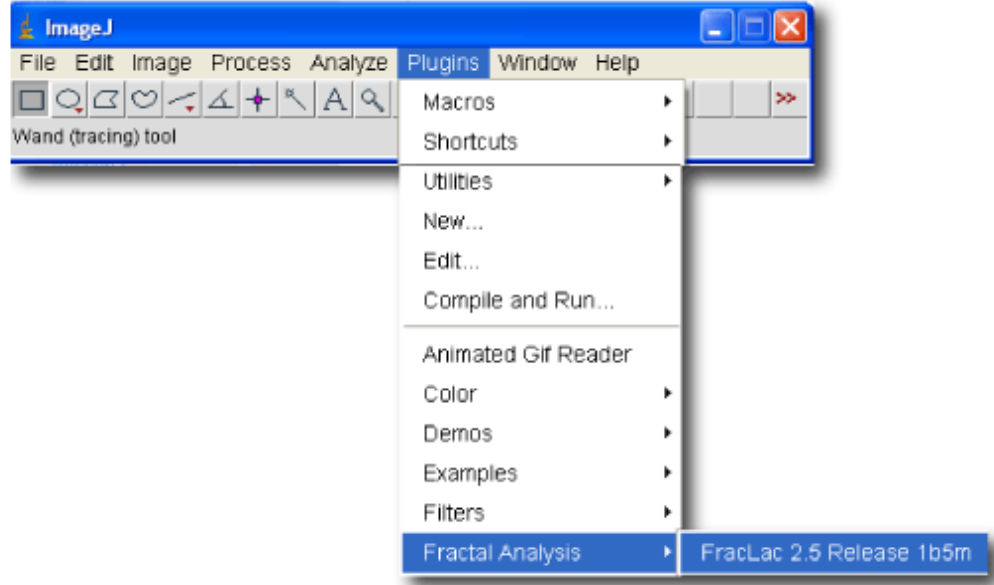 ImageJ
File Edit Image Process Analyze Plugins Window Help
A >>
Wand (tracing) tool
Macros
Shortcuts
Utilities
New...
Edit...
Compile and Run...
Animated Gif Reader
Color
Demos
Examples
Filters
Fractal Analysis FracLac 2.5 Release 1b5m